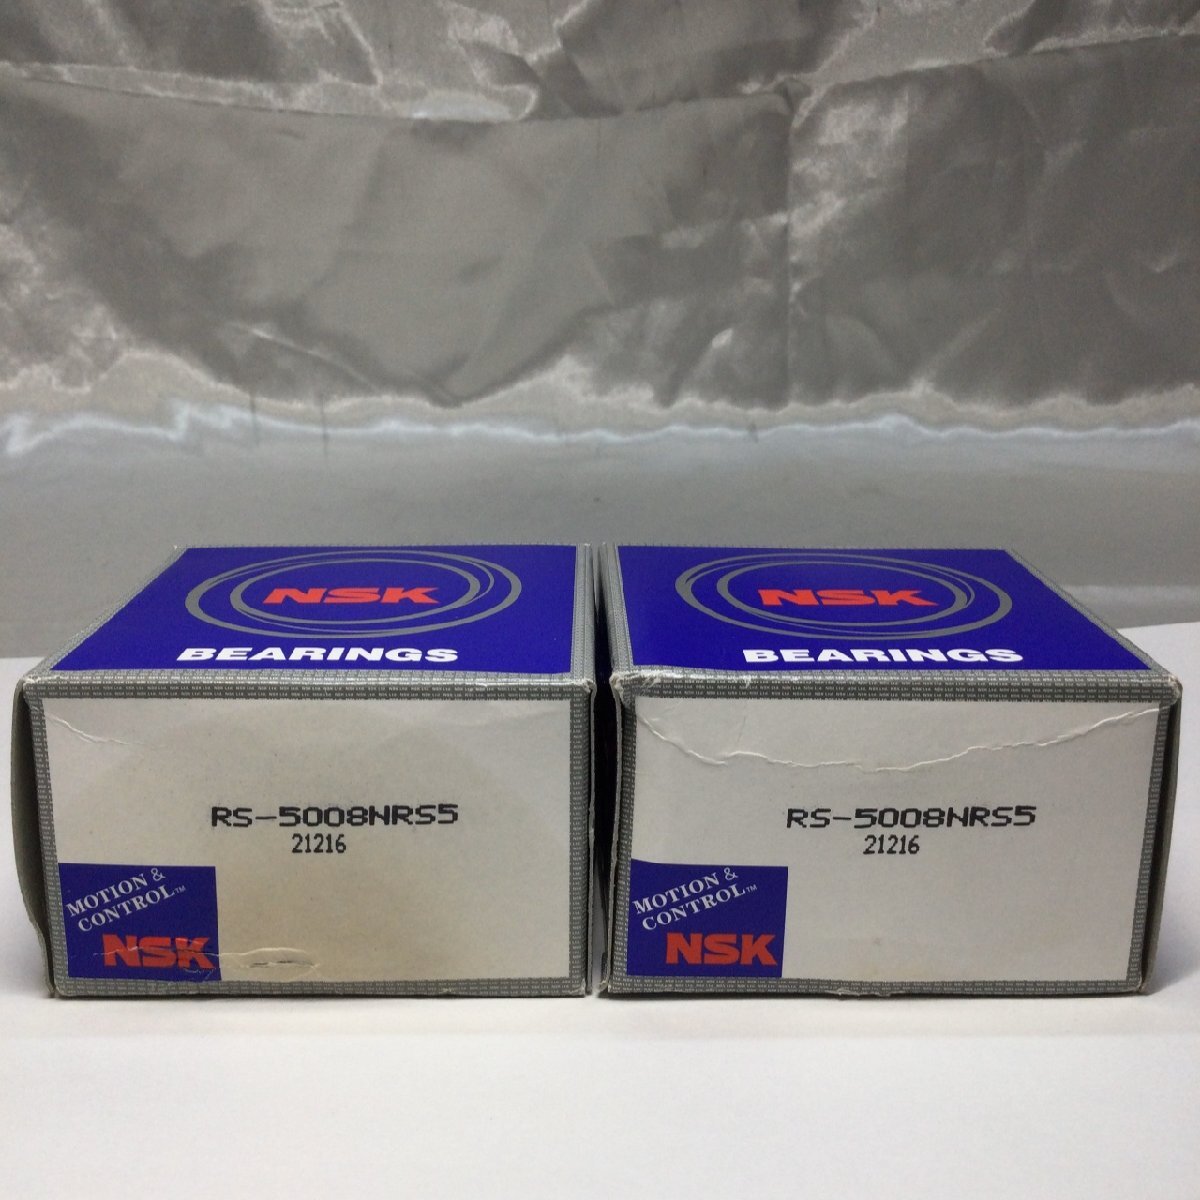 NSK
BEARINGS
RS-5008NRS5
21216
MOTION &
CONTROL™
NSK
NSK
BEARINGS
RS-5008NRS5
21216
MOTION &
CONTROL™
NSK